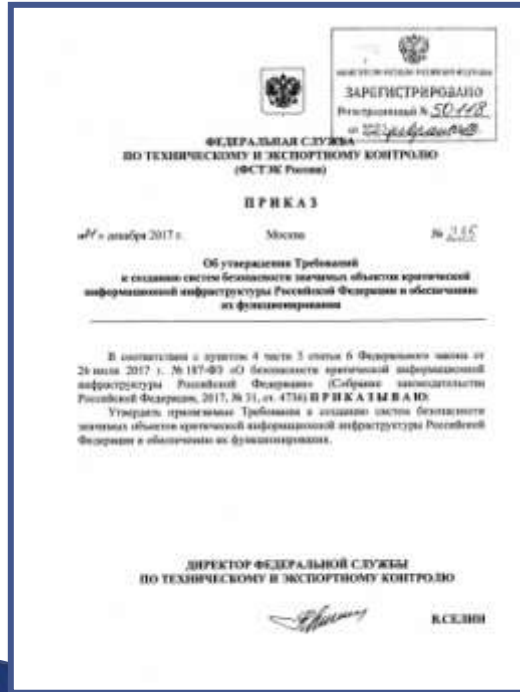 ЗАРЕГИСТРИРОВАНО
Регистрационный № 50118
от
ФЕДЕРАЛЬНАЯ СЛУЖБА
ПО ТЕХНИЧЕСКОМУ И ЭКСПОРТНОМУ КОНТРОЛЮ
(ФСТЭК России)
ПРИКАЗ
декабря 2017 г. Москва № 235
Об утверждении Требований
к созданию систем безопасности значимых объектов критической
информационной инфраструктуры Российской Федерации и обеспечению
их функционирования
В соответствии с пунктом 4 части 3 статьи 6 Федерального закона от
26 июля 2017 г. № 187-ФЗ «О безопасности критической информационной
инфраструктуры Российской Федерации» (Собрание законодательства
Российской Федерации, 2017, № 31, ст. 4736) ПРИКАЗЫВАЮ:
Утвердить прилагаемые Требования к созданию систем безопасности
значимых объектов критической информационной инфраструктуры Российской
Федерации и обеспечению их функционирования.
ДИРЕКТОР ФЕДЕРАЛЬНОЙ СЛУЖБЫ
ПО ТЕХНИЧЕСКОМУ И ЭКСПОРТНОМУ КОНТРОЛЮ
В.СЕЛИН